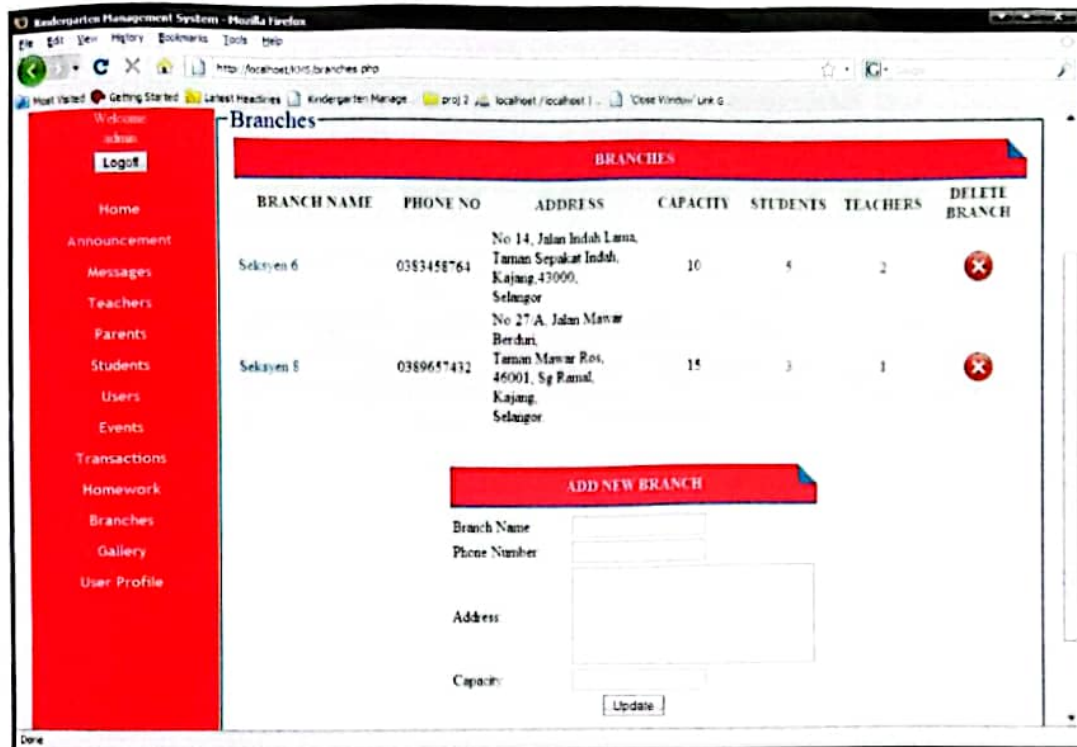 Kindergarten Management System - Mozilla Firefox
File Edit View History Bookmarks Tools Help
http://localhost/KMS/branches.php
Most Visited Getting Started Latest Headlines Kindergarten Manage... proj 2 localhost / localhost | ... 'Close Window' Link G...
Welcome
admin
Logoff
Home
Announcement
Messages
Teachers
Parents
Students
Users
Events
Transactions
Homework
Branches
Gallery
User Profile
Branches
BRANCHES
BRANCH NAME PHONE NO ADDRESS CAPACITY STUDENTS TEACHERS DELETE BRANCH
Seksyen 6 0383458764 10 5 2
No 14, Jalan Indah Lama,
Taman Sepakat Indah,
Kajang,43000,
Selangor
Seksyen 8 0389657432 15 3 1
No 27/A, Jalan Mawar
Berduri,
Taman Mawar Ros,
46001, Sg Ramal,
Kajang,
Selangor
ADD NEW BRANCH
Branch Name
Phone Number
Address
Capacity
Update
Done